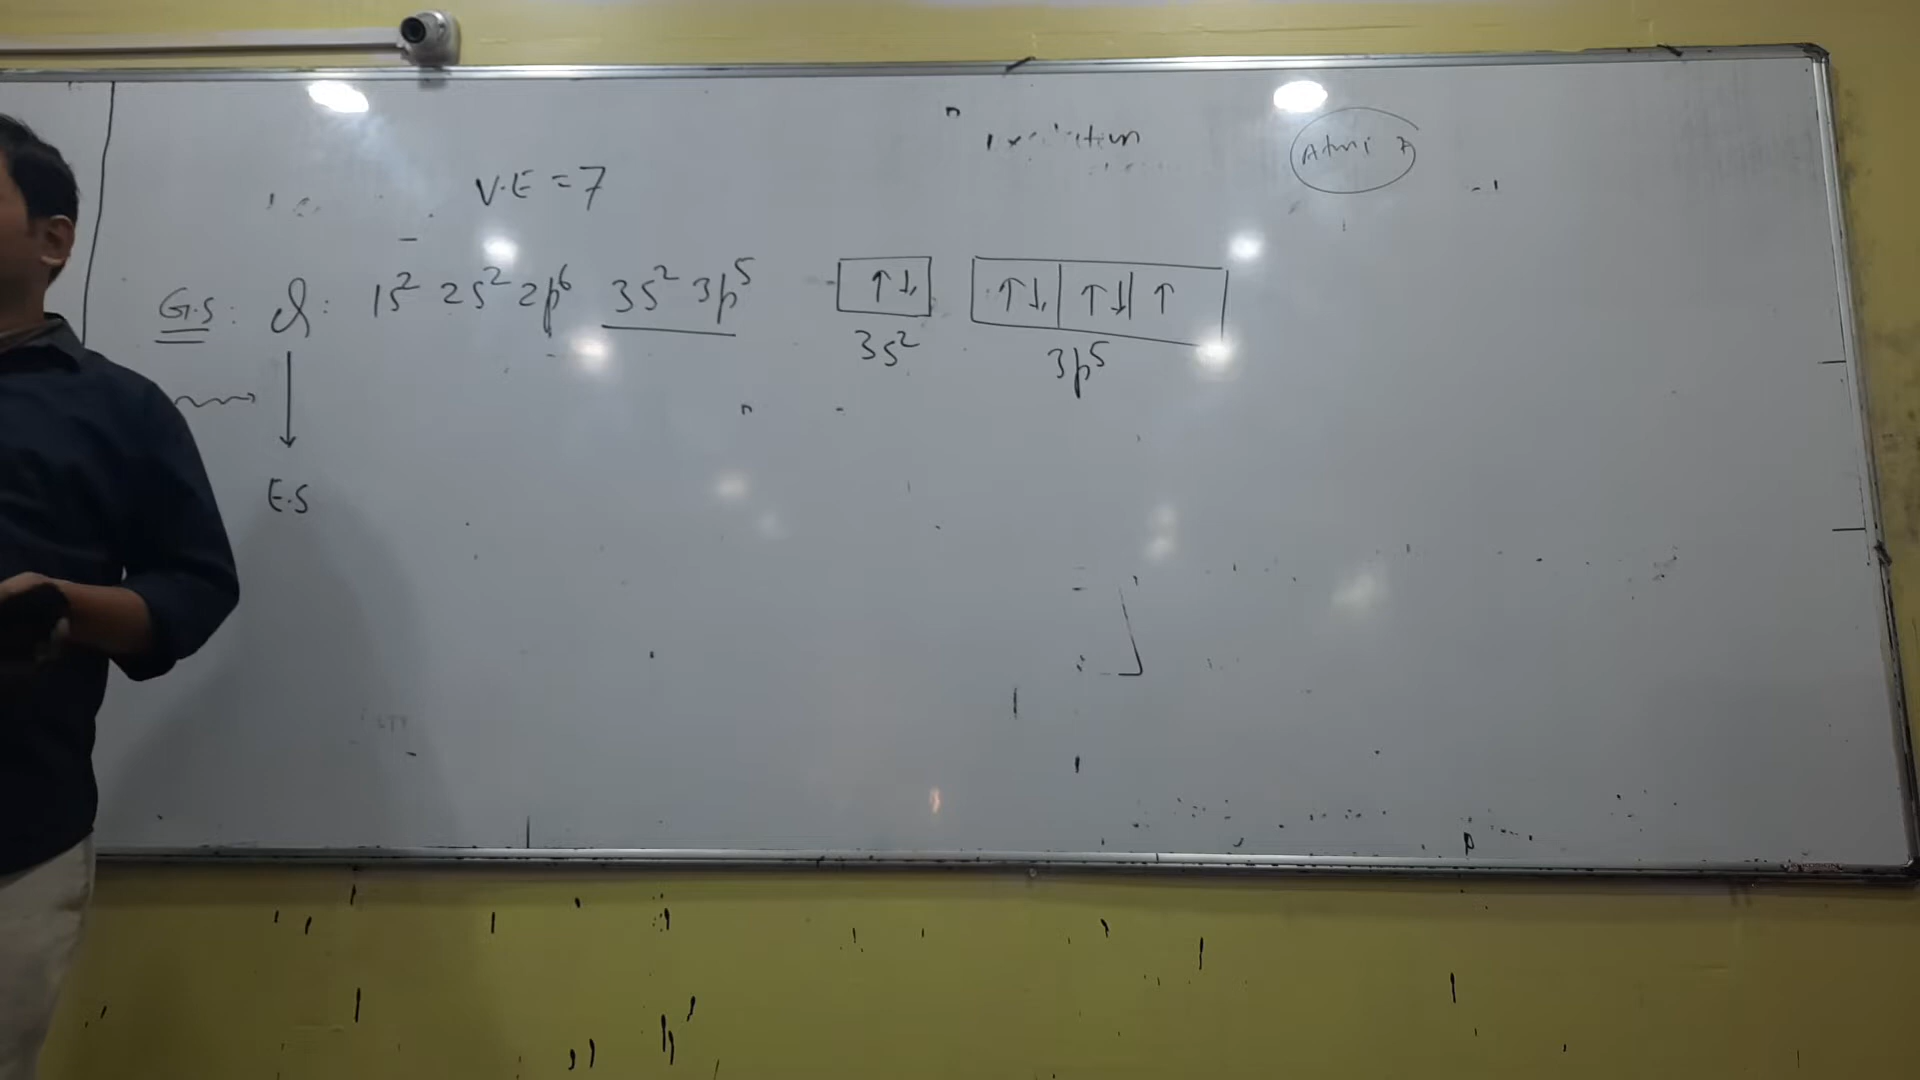 V.E = 7
G.S: Cl: 1s² 2s² 2p⁶ 3s² 3p⁵ ↑↓ ↑↓ ↑↓ ↑
3s² 3p⁵
E.S